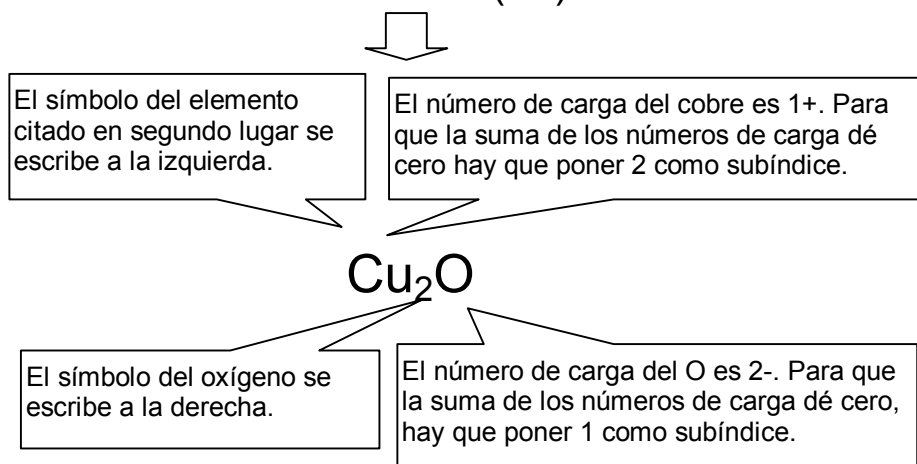 El símbolo del elemento
citado en segundo lugar se
escribe a la izquierda.
El número de carga del cobre es 1+. Para
que la suma de los números de carga dé
cero hay que poner 2 como subíndice.
Cu₂O
El símbolo del oxígeno se
escribe a la derecha.
El número de carga del O es 2-. Para que
la suma de los números de carga dé cero,
hay que poner 1 como subíndice.